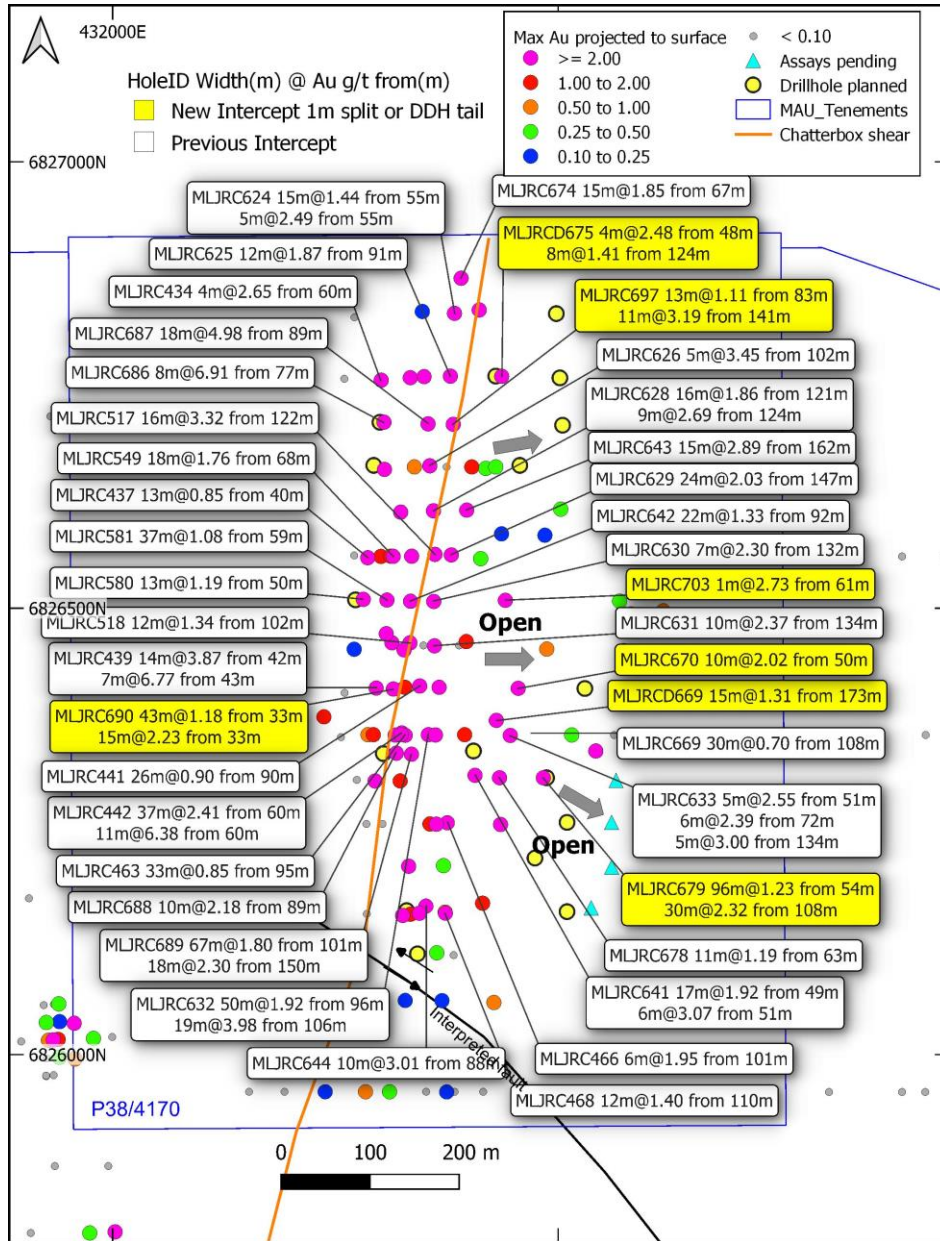 432000E
HoleID Width(m) @ Au g/t from(m)
New Intercept 1m split or DDH tail
Previous Intercept
Max Au projected to surface
>= 2.00
1.00 to 2.00
0.50 to 1.00
0.25 to 0.50
0.10 to 0.25
< 0.10
Assays pending
Drillhole planned
MAU_Tenements
Chatterbox shear
6827000N
MLJRC624 15m@1.44 from 55m
5m@2.49 from 55m
MLJRC625 12m@1.87 from 91m
MLJRC434 4m@2.65 from 60m
MLJRC687 18m@4.98 from 89m
MLJRC686 8m@6.91 from 77m
MLJRC517 16m@3.32 from 122m
MLJRC549 18m@1.76 from 68m
MLJRC437 13m@0.85 from 40m
MLJRC581 37m@1.08 from 59m
MLJRC580 13m@1.19 from 50m
6826500N
MLJRC518 12m@1.34 from 102m
MLJRC439 14m@3.87 from 42m
7m@6.77 from 43m
MLJRC690 43m@1.18 from 33m
15m@2.23 from 33m
MLJRC441 26m@0.90 from 90m
MLJRC442 37m@2.41 from 60m
11m@6.38 from 60m
MLJRC463 33m@0.85 from 95m
MLJRC688 10m@2.18 from 89m
MLJRC689 67m@1.80 from 101m
18m@2.30 from 150m
MLJRC632 50m@1.92 from 96m
19m@3.98 from 106m
MLJRC644 10m@3.01 from 88m
MLJRC674 15m@1.85 from 67m
MLJRCD675 4m@2.48 from 48m
8m@1.41 from 124m
MLJRC697 13m@1.11 from 83m
11m@3.19 from 141m
MLJRC626 5m@3.45 from 102m
MLJRC628 16m@1.86 from 121m
9m@2.69 from 124m
MLJRC643 15m@2.89 from 162m
MLJRC629 24m@2.03 from 147m
MLJRC642 22m@1.33 from 92m
MLJRC630 7m@2.30 from 132m
MLJRC703 1m@2.73 from 61m
Open
MLJRC631 10m@2.37 from 134m
MLJRC670 10m@2.02 from 50m
MLJRCD669 15m@1.31 from 173m
MLJRC669 30m@0.70 from 108m
MLJRC633 5m@2.55 from 51m
6m@2.39 from 72m
5m@3.00 from 134m
Open
MLJRC679 96m@1.23 from 54m
30m@2.32 from 108m
MLJRC678 11m@1.19 from 63m
MLJRC641 17m@1.92 from 49m
6m@3.07 from 51m
MLJRC466 6m@1.95 from 101m
MLJRC468 12m@1.40 from 110m
Interpreted fault
6826000N
P38/4170
0 100 200 m